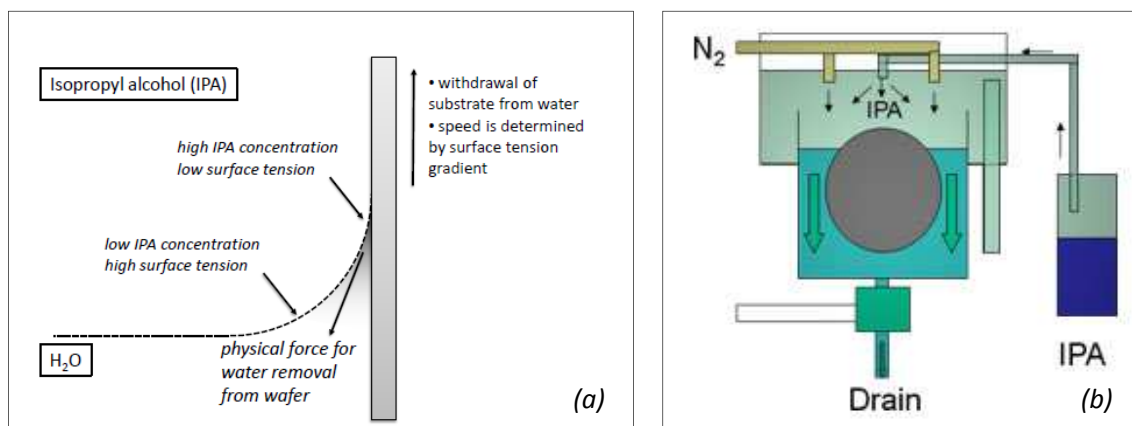 Isopropyl alcohol (IPA)
high IPA concentration
low surface tension
low IPA concentration
high surface tension
H₂O
physical force for
water removal
from wafer
• withdrawal of
substrate from water
• speed is determined
by surface tension
gradient
(a)
N₂
IPA
IPA
Drain
(b)